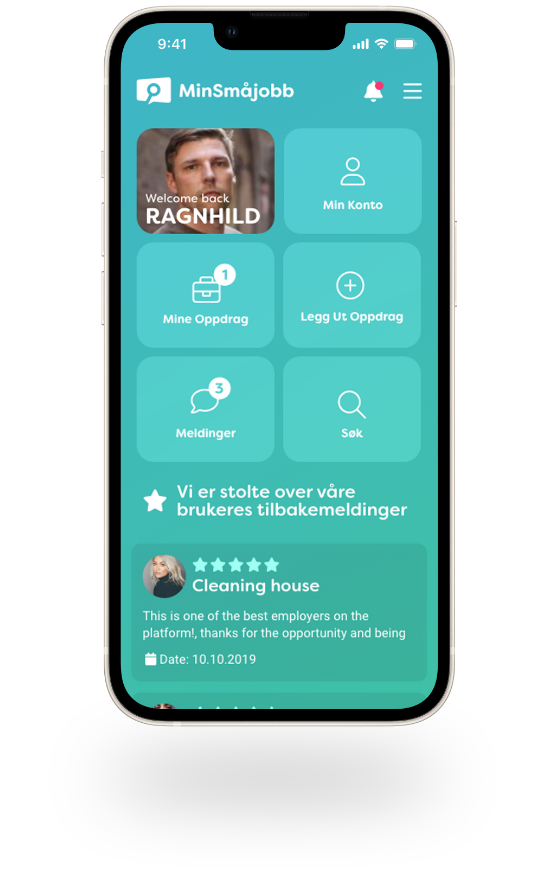 9:41
MinSmåjobb
Welcome back
RAGNHILD
Min Konto
1
Mine Oppdrag
Legg Ut Oppdrag
3
Meldinger
Søk
Vi er stolte over våre
brukeres tilbakemeldinger
Cleaning house
This is one of the best employers on the
platform!, thanks for the opportunity and being
Date: 10.10.2019